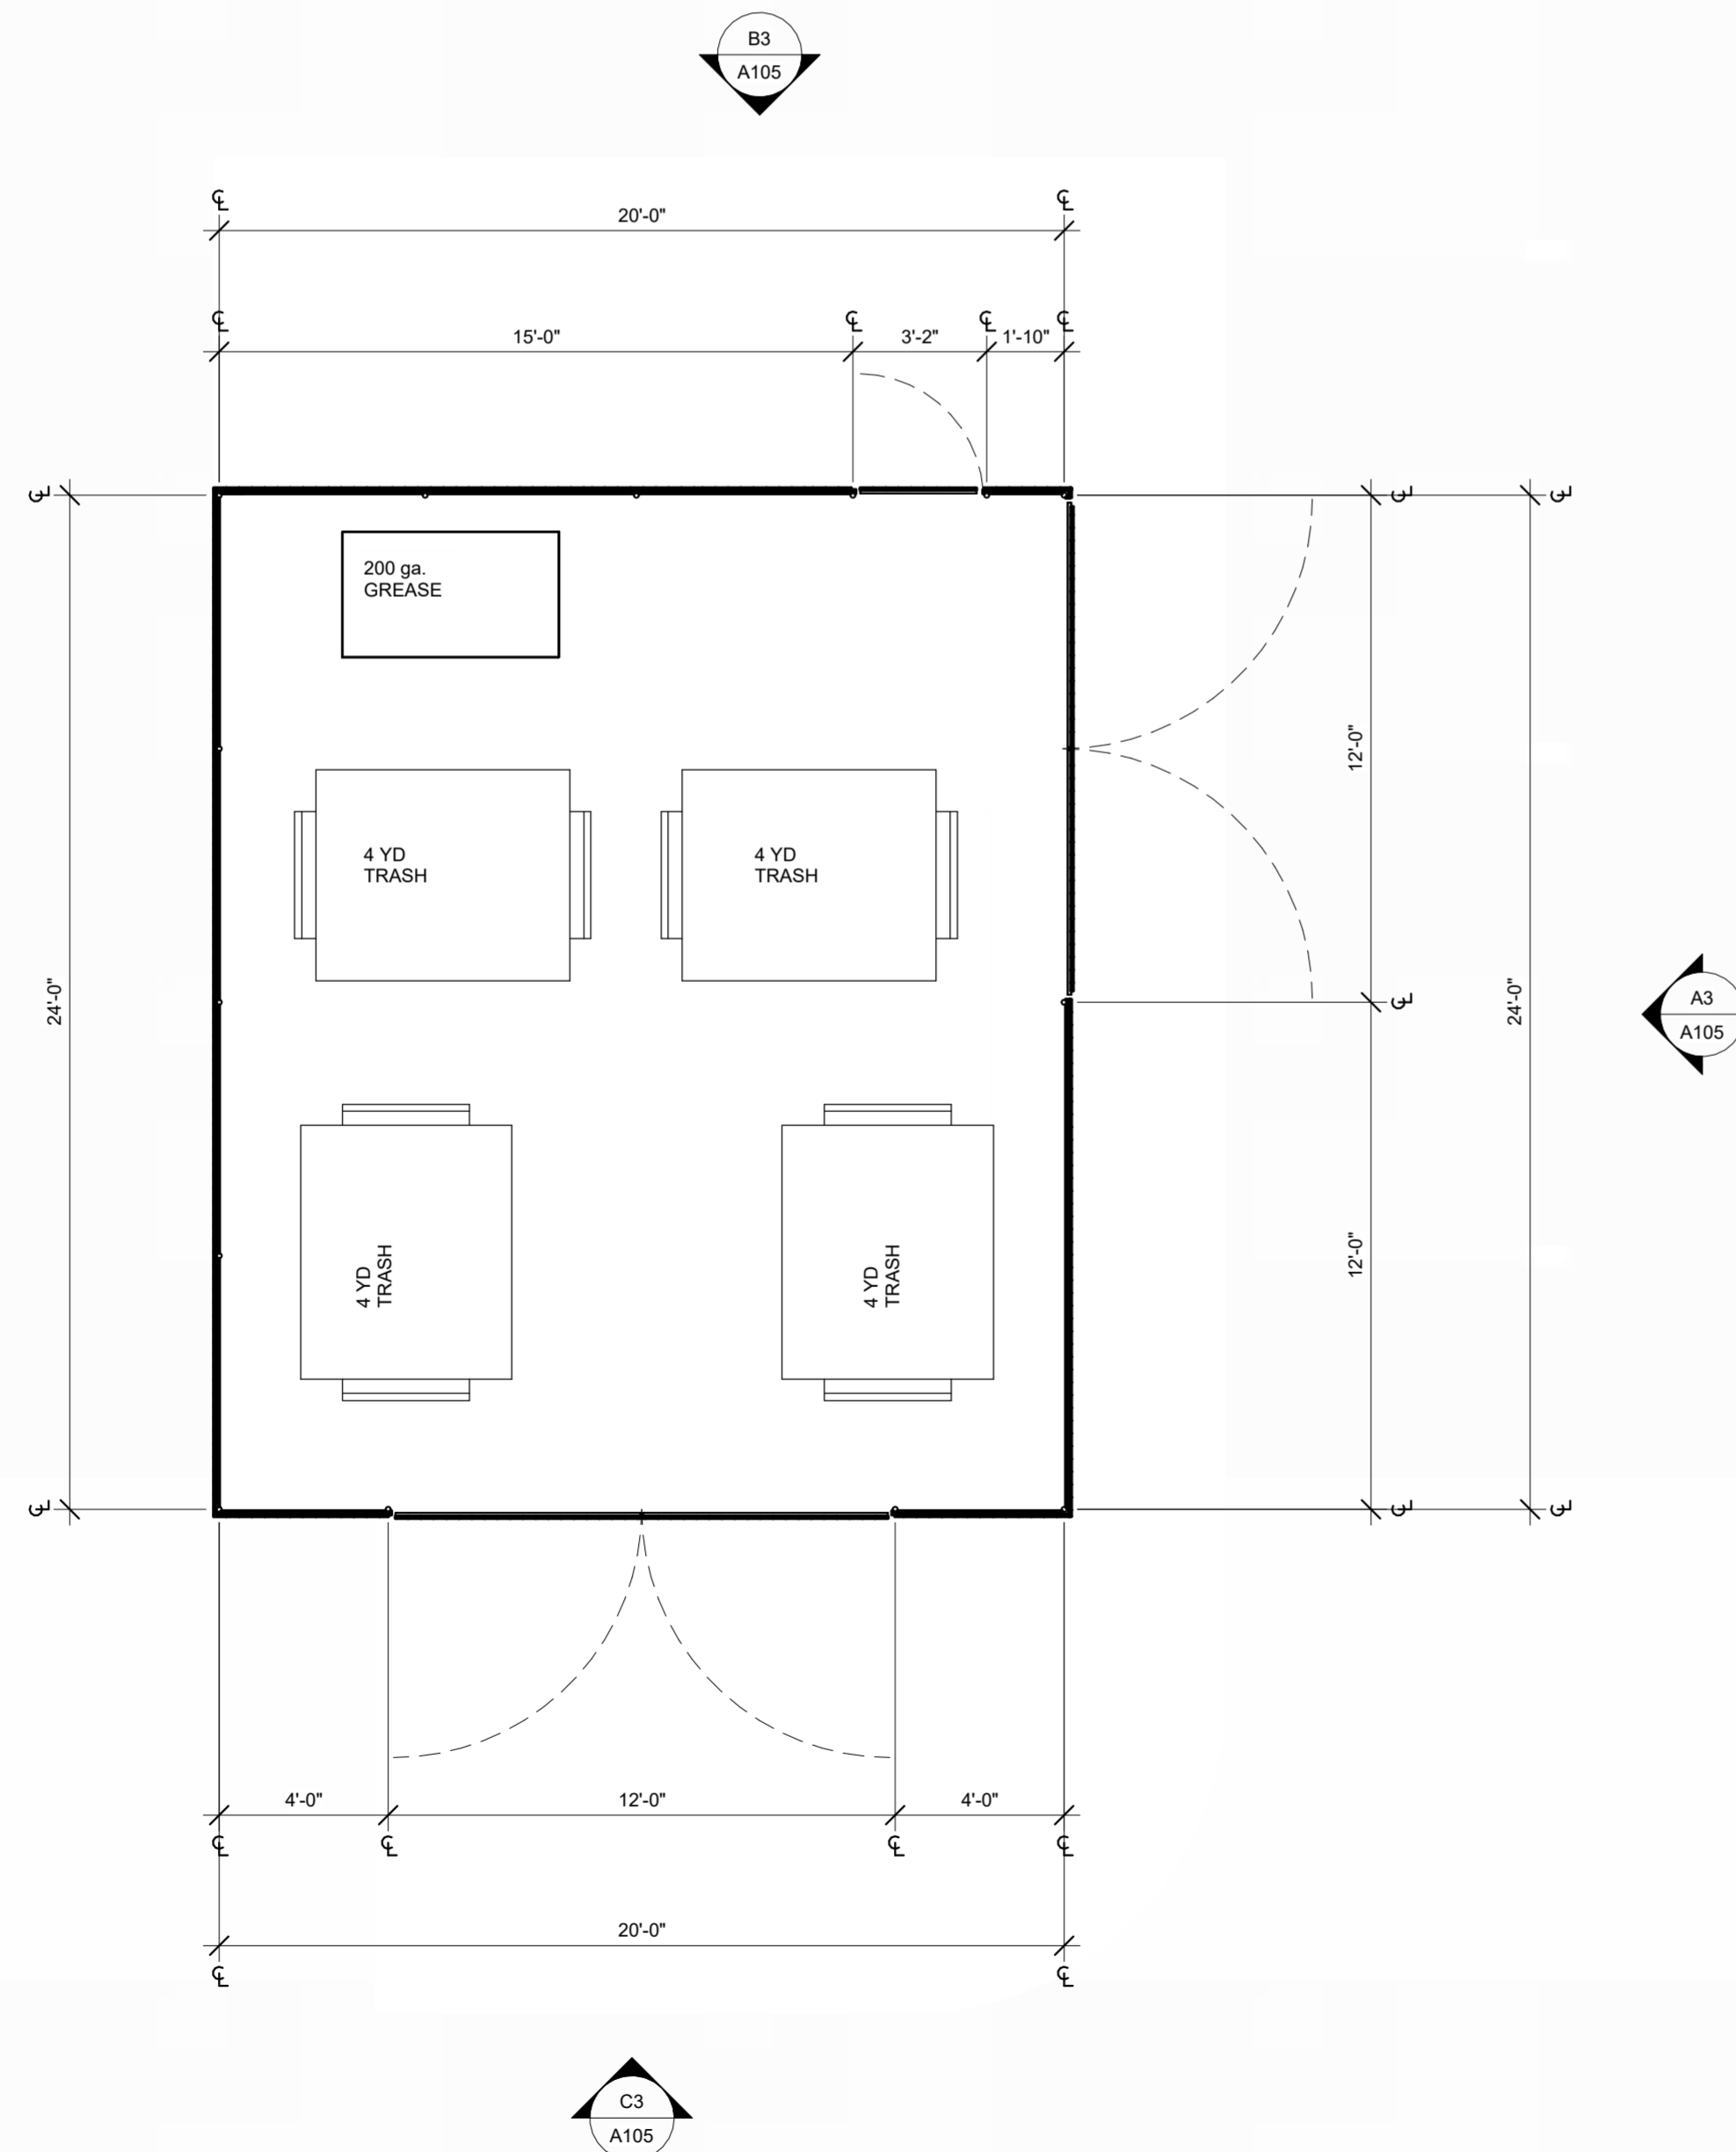 B3
A105
℄ ℄
20'-0"
℄ ℄ ℄ ℄
15'-0" 3'-2" 1'-10"
℄ ℄ ℄
200 ga.
GREASE
12'-0"
4 YD
TRASH
4 YD
TRASH
24'-0"
℄
24'-0"
A3
A105
12'-0"
4 YD
TRASH
4 YD
TRASH
℄ ℄ ℄
4'-0" 12'-0" 4'-0"
℄ ℄ ℄ ℄
20'-0"
℄ ℄
C3
A105